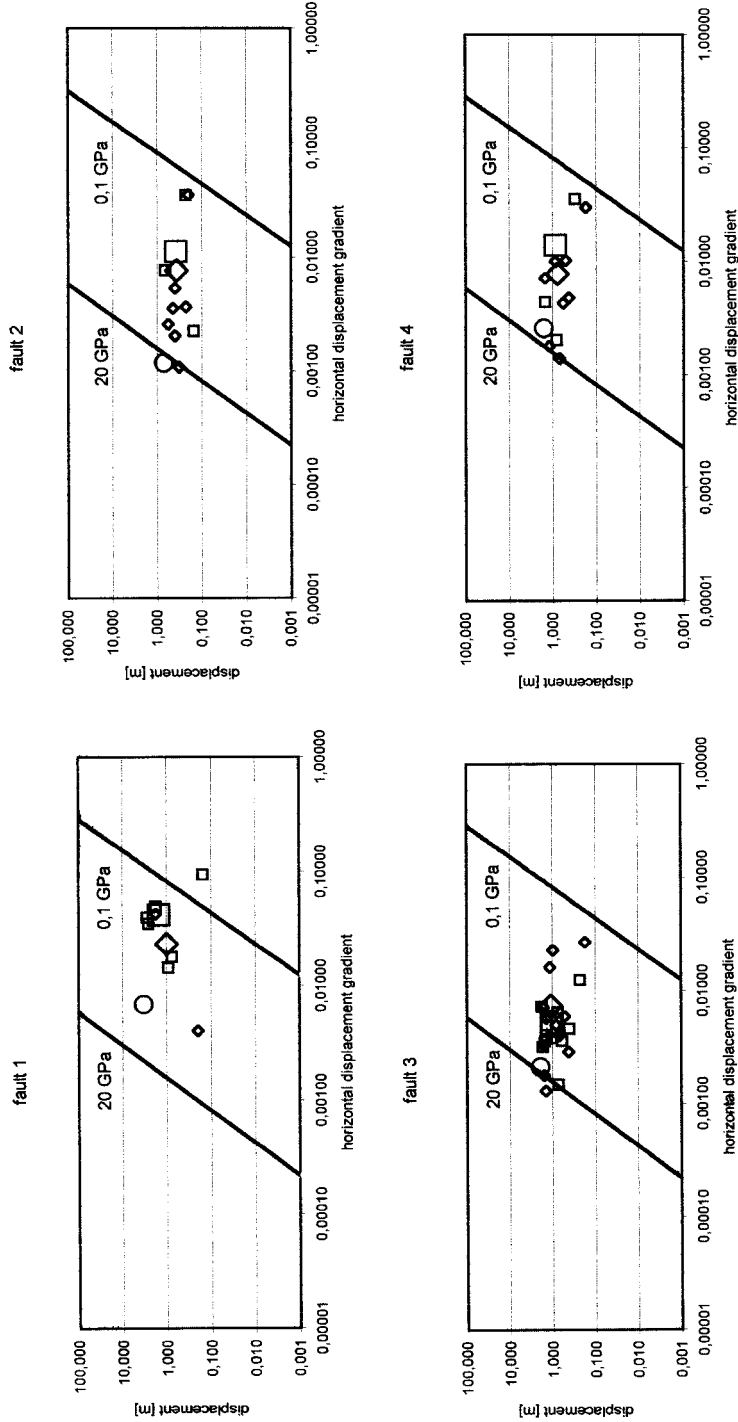 fault 1
100,000
10,000
1,000
0,100
0,010
0,001
displacement [m]
20 GPa
0,1 GPa
0,00001
0,00010
0,00100
0,01000
0,10000
1,00000
horizontal displacement gradient
fault 2
100,000
10,000
1,000
0,100
0,010
0,001
displacement [m]
20 GPa
0,1 GPa
0,00001
0,00010
0,00100
0,01000
0,10000
1,00000
horizontal displacement gradient
fault 3
100,000
10,000
1,000
0,100
0,010
0,001
displacement [m]
20 GPa
0,1 GPa
0,00001
0,00010
0,00100
0,01000
0,10000
1,00000
horizontal displacement gradient
fault 4
100,000
10,000
1,000
0,100
0,010
0,001
displacement [m]
20 GPa
0,1 GPa
0,00001
0,00010
0,00100
0,01000
0,10000
1,00000
horizontal displacement gradient